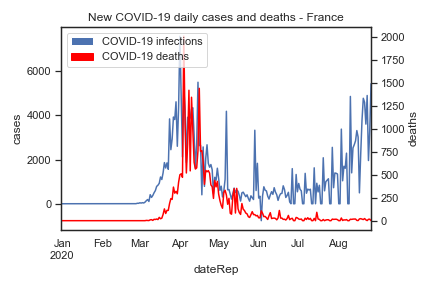 New COVID-19 daily cases and deaths - France
COVID-19 infections
COVID-19 deaths
cases
6000
4000
2000
0
deaths
2000
1750
1500
1250
1000
750
500
250
0
Jan Feb Mar Apr May Jun Jul Aug
2020
dateRep